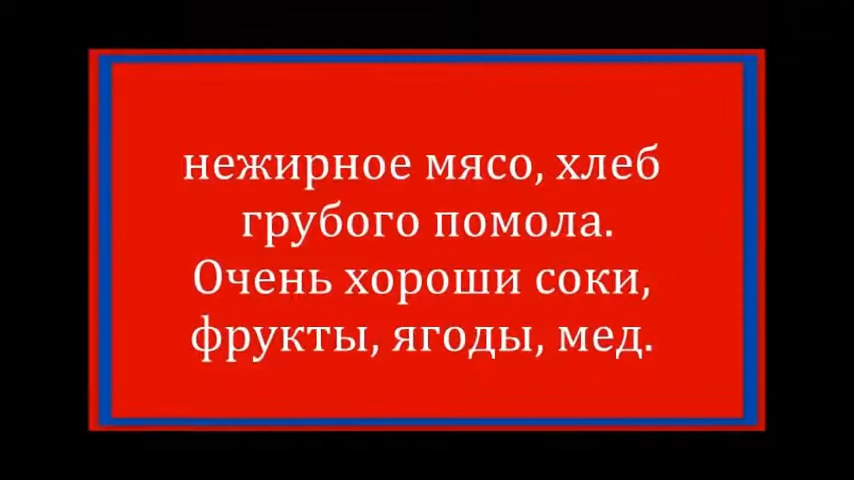 нежирное мясо, хлеб
грубого помола.
Очень хороши соки,
фрукты, ягоды, мед.